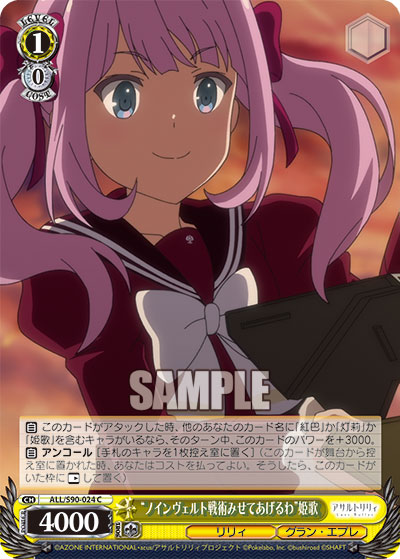 LEVEL
1
0
COST
SAMPLE
自 このカードがアタックした時、他のあなたのカード名に「紅巴」か「灯莉」か
「姫歌」を含むキャラがいるなら、そのターン中、このカードのパワーを+3000。
自 アンコール [手札のキャラを1枚控え室に置く] (このカードが舞台から
控え室に置かれた時、あなたはコストを払ってよい。そうしたら、このカードが
いた枠に に置く)
CH
ALL/S90-024 C
"ノインヴェルト戦術みせてあげるわ"姫歌
アサルトリリィ
POWER
4000
SOUL
リリィ
グラン・エプレ
©AZONE INTERNATIONAL・acus/アサルトリリィプロジェクト ©Pokelabo, Inc. ©bushiroad ©SHAFT